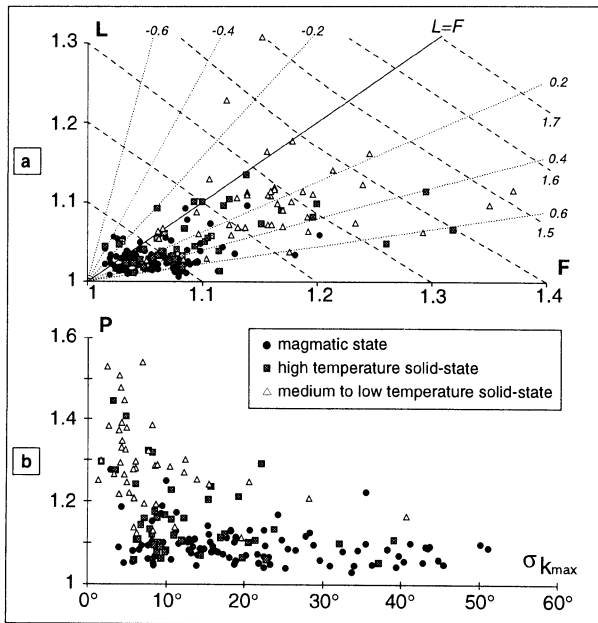 L
1.3
1.2
1.1
1
-0.6
-0.4
-0.2
L=F
0.2
1.7
0.4
1.6
0.6
1.5
a
1
1.1
1.2
1.3
1.4
F
P
1.6
1.4
1.2
1
magmatic state
high temperature solid-state
medium to low temperature solid-state
b
σkmax
0°
10°
20°
30°
40°
50°
60°